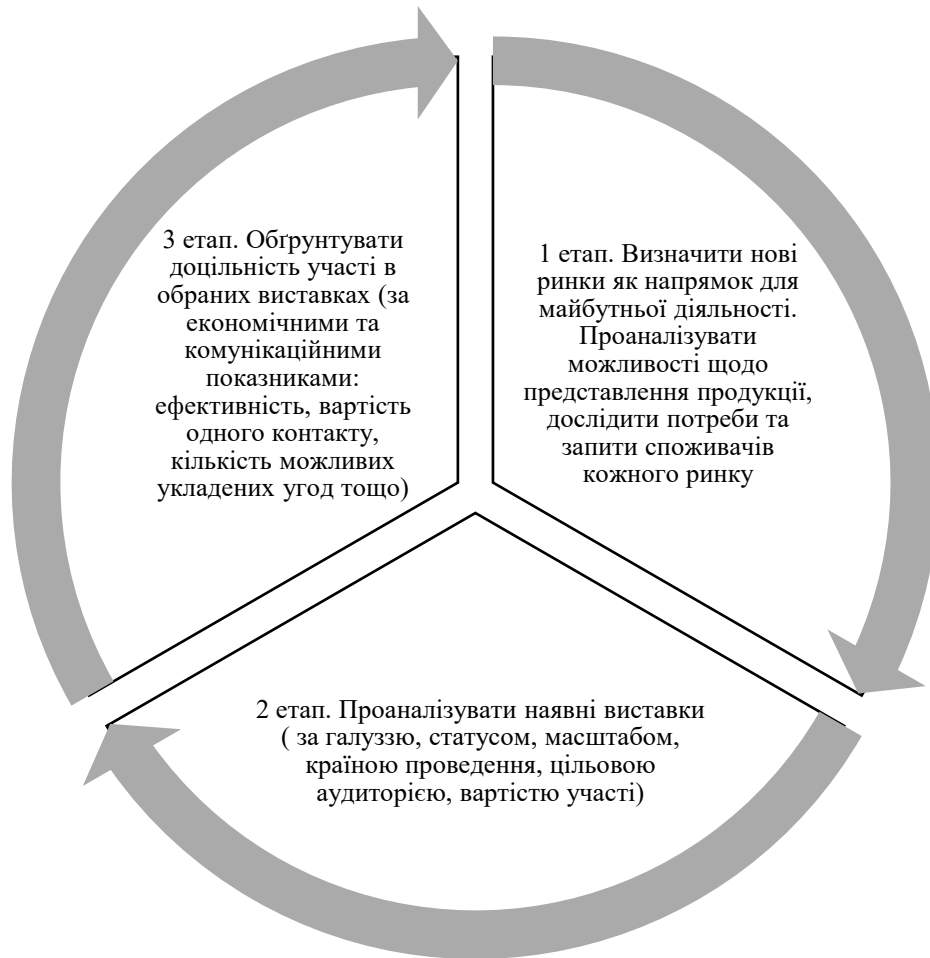 1 етап. Визначити нові
ринки як напрямок для
майбутньої діяльності.
Проаналізувати
можливості щодо
представлення продукції,
дослідити потреби та
запити споживачів
кожного ринку
2 етап. Проаналізувати наявні виставки
( за галуззю, статусом, масштабом,
країною проведення, цільовою
аудиторією, вартістю участі)
3 етап. Обґрунтувати
доцільність участі в
обраних виставках (за
економічними та
комунікаційними
показниками:
ефективність, вартість
одного контакту,
кількість можливих
укладених угод тощо)